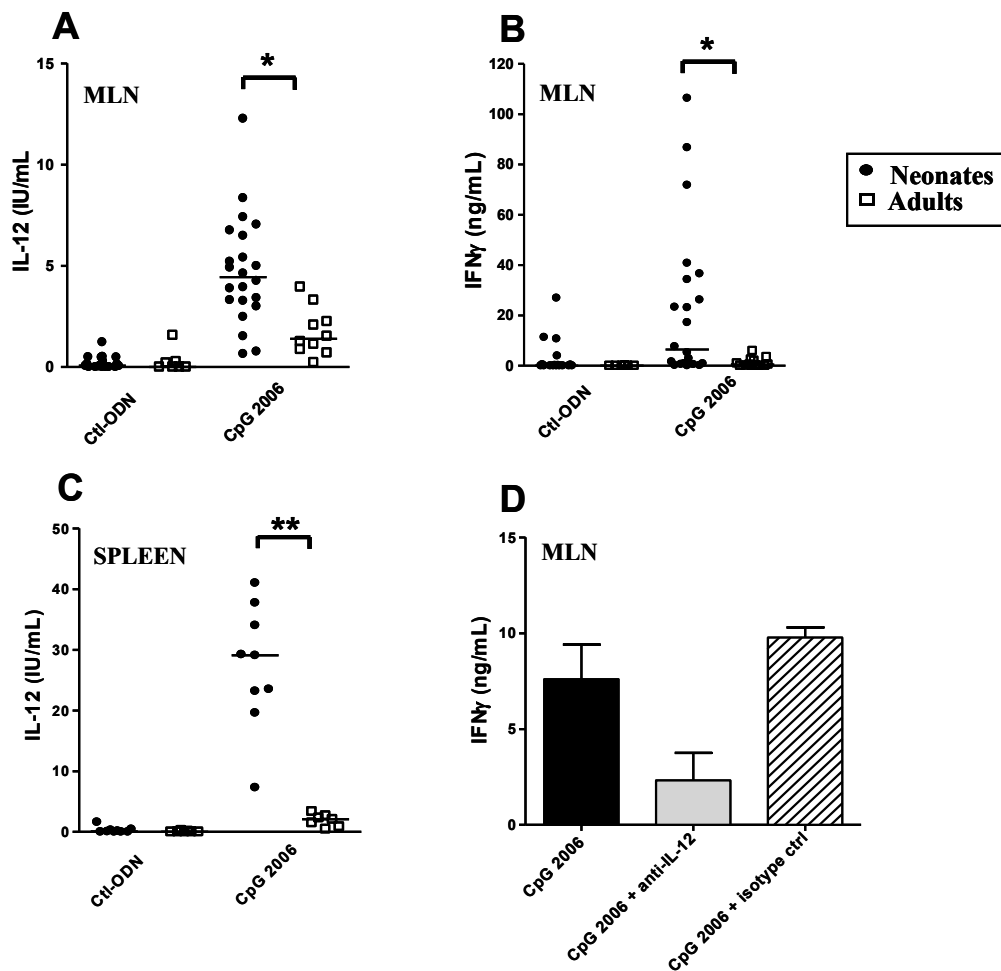 A
IL-12 (IU/mL)
15
10
5
0
MLN
*
Ctl-ODN
CpG 2006
B
IFNγ (ng/mL)
120
100
80
60
40
20
0
MLN
*
Ctl-ODN
CpG 2006
Neonates
Adults
C
IL-12 (IU/mL)
50
40
30
20
10
0
SPLEEN
**
Ctl-ODN
CpG 2006
D
IFNγ (ng/mL)
15
10
5
0
MLN
CpG 2006
CpG 2006 + anti-IL-12
CpG 2006 + isotype ctrl